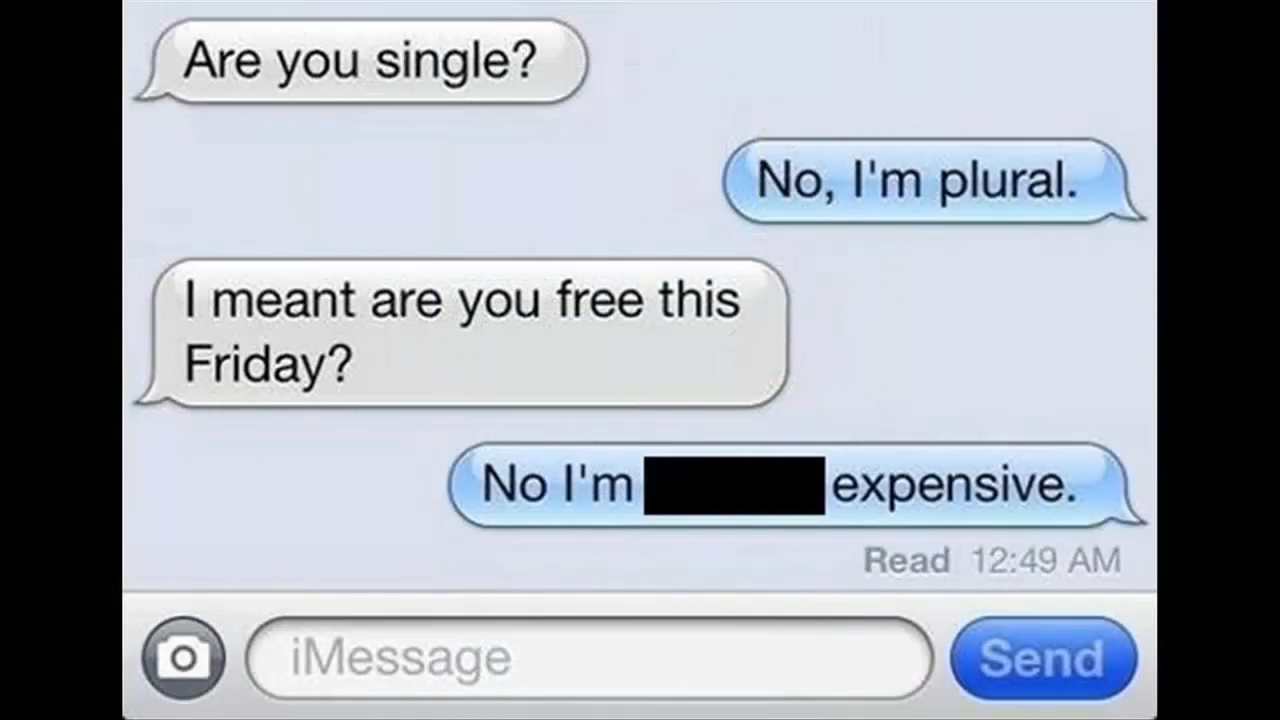 Are you single?
No, I'm plural.
I meant are you free this
Friday?
No I'm expensive.
Read 12:49 AM
iMessage
Send